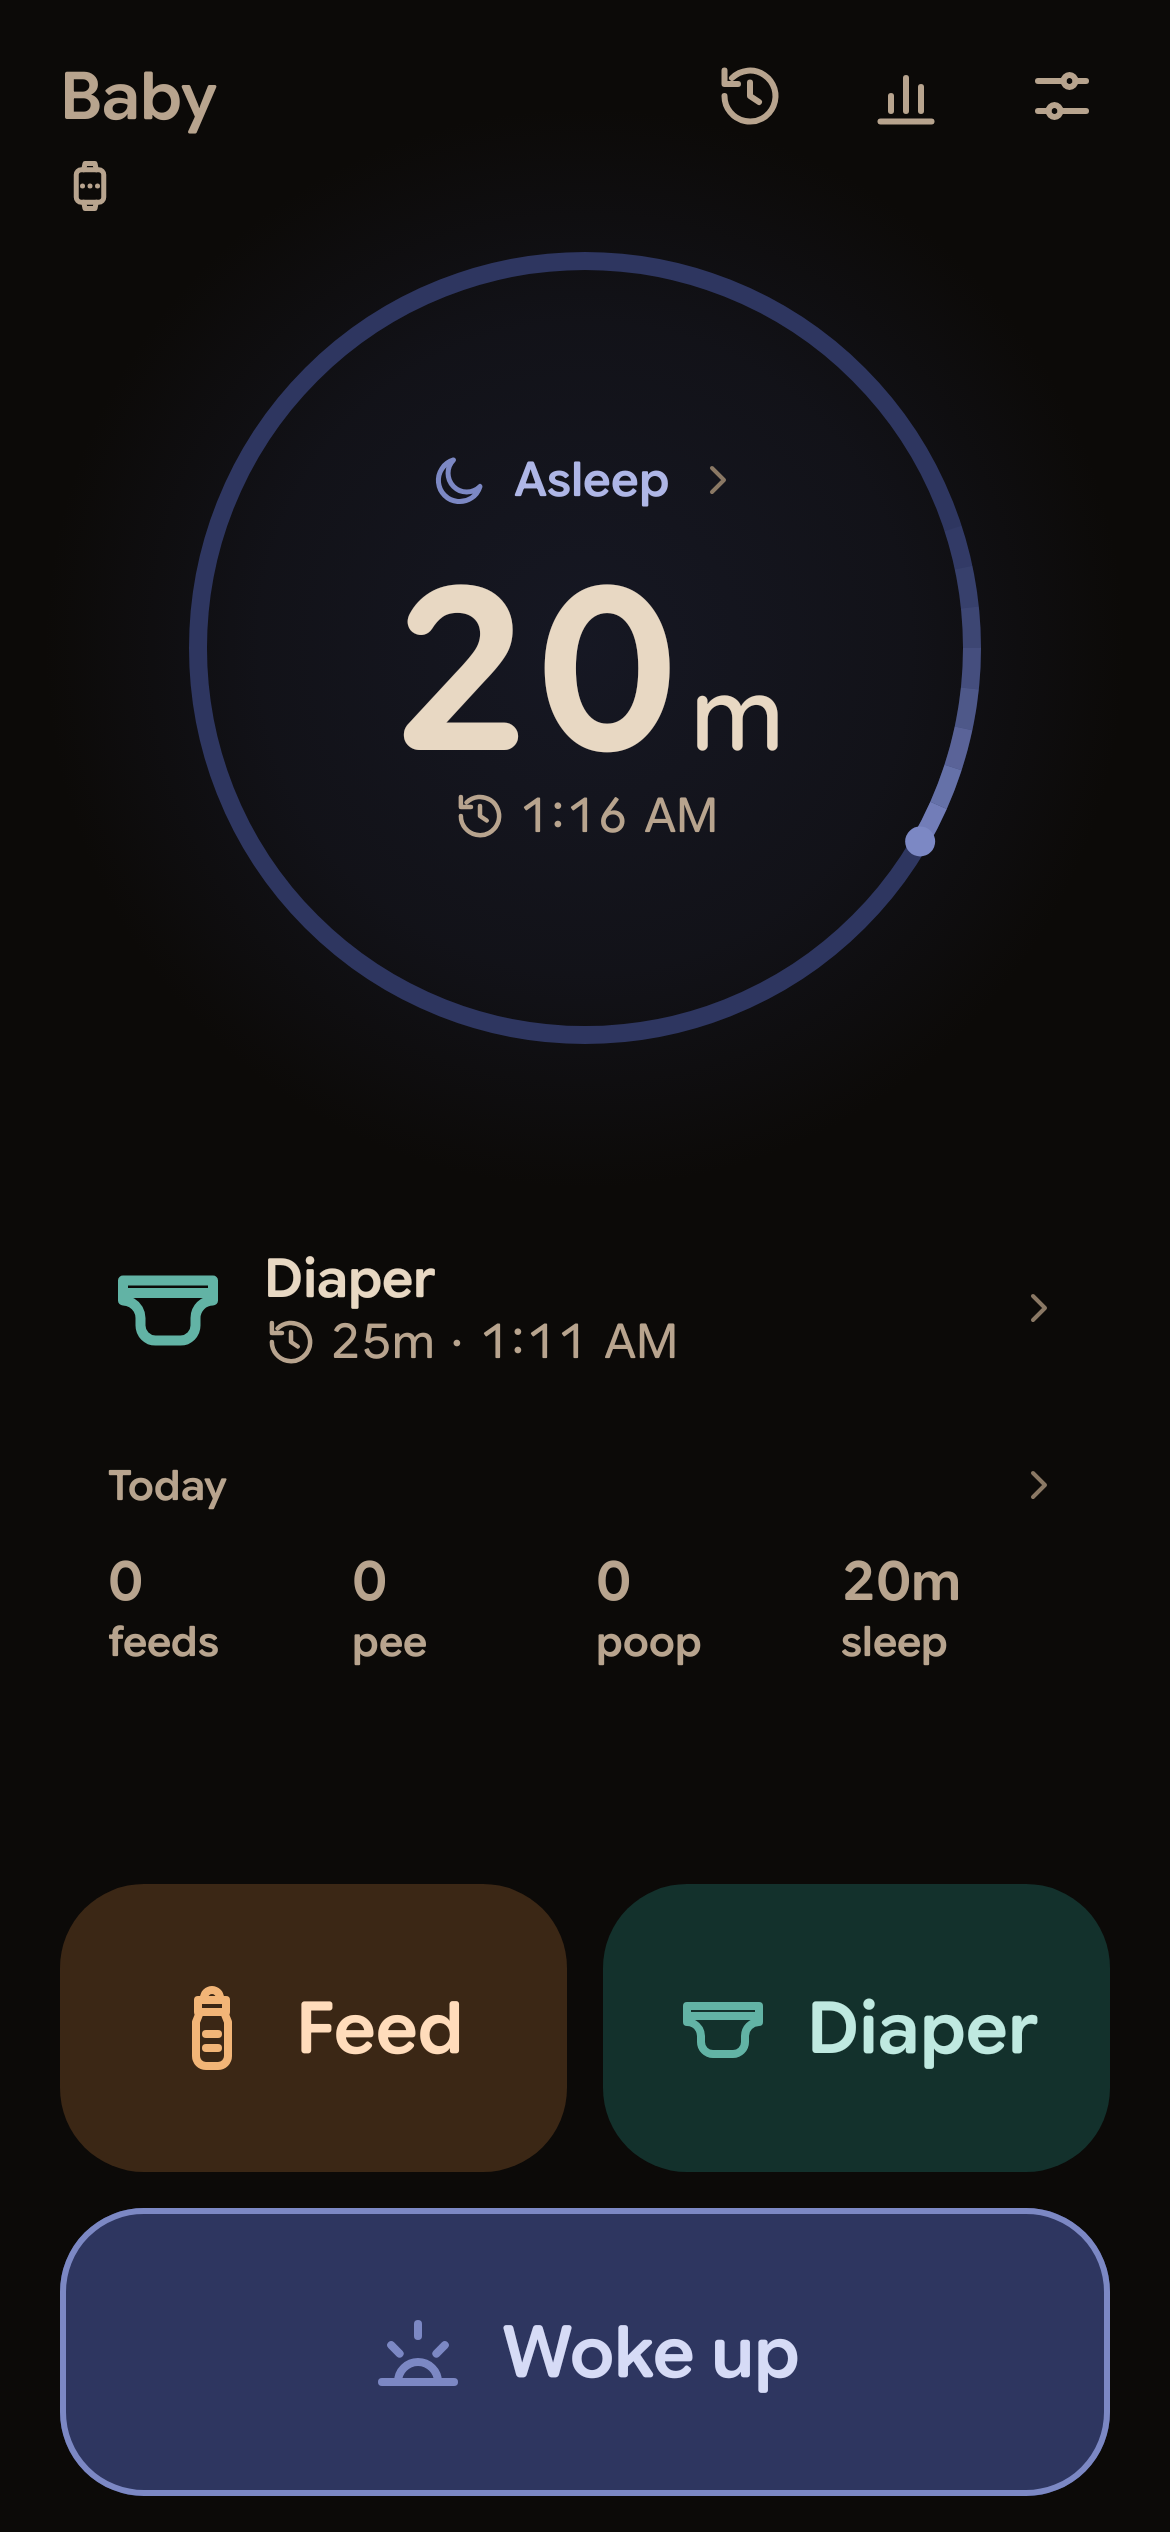 Baby
Asleep
20m
1:16 AM
Diaper
25m · 1:11 AM
Today
0 0 0 20m
feeds pee poop sleep
Feed Diaper
Woke up